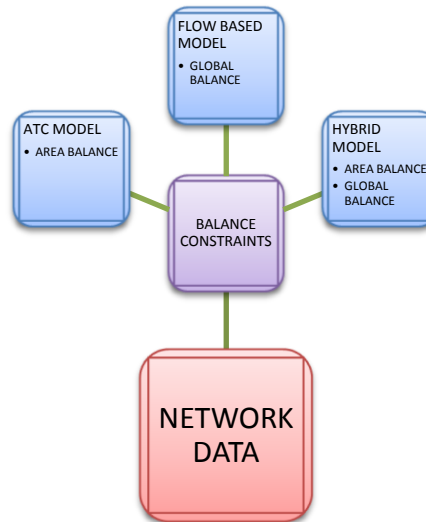 FLOW BASED
MODEL
• GLOBAL
BALANCE
ATC MODEL
• AREA BALANCE
HYBRID
MODEL
• AREA BALANCE
• GLOBAL
BALANCE
BALANCE
CONSTRAINTS
NETWORK
DATA